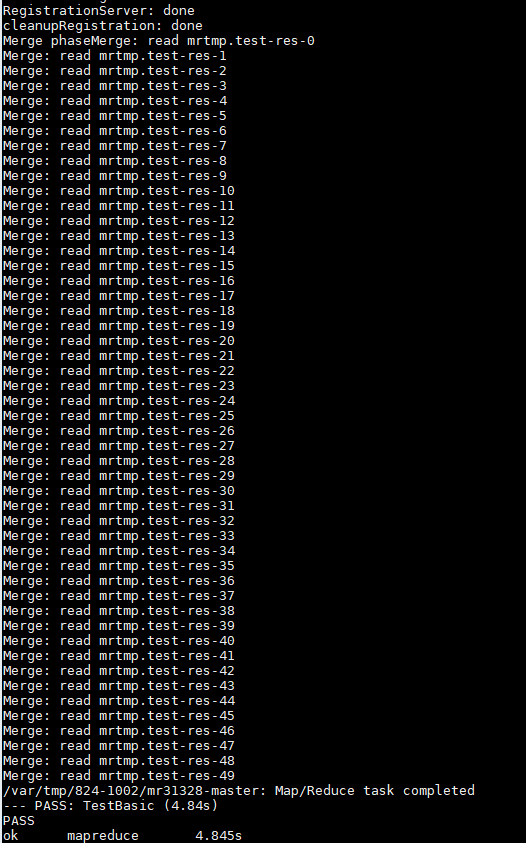 RegistrationServer: done
cleanupRegistration: done
Merge phaseMerge: read mrtmp.test-res-0
Merge: read mrtmp.test-res-1
Merge: read mrtmp.test-res-2
Merge: read mrtmp.test-res-3
Merge: read mrtmp.test-res-4
Merge: read mrtmp.test-res-5
Merge: read mrtmp.test-res-6
Merge: read mrtmp.test-res-7
Merge: read mrtmp.test-res-8
Merge: read mrtmp.test-res-9
Merge: read mrtmp.test-res-10
Merge: read mrtmp.test-res-11
Merge: read mrtmp.test-res-12
Merge: read mrtmp.test-res-13
Merge: read mrtmp.test-res-14
Merge: read mrtmp.test-res-15
Merge: read mrtmp.test-res-16
Merge: read mrtmp.test-res-17
Merge: read mrtmp.test-res-18
Merge: read mrtmp.test-res-19
Merge: read mrtmp.test-res-20
Merge: read mrtmp.test-res-21
Merge: read mrtmp.test-res-22
Merge: read mrtmp.test-res-23
Merge: read mrtmp.test-res-24
Merge: read mrtmp.test-res-25
Merge: read mrtmp.test-res-26
Merge: read mrtmp.test-res-27
Merge: read mrtmp.test-res-28
Merge: read mrtmp.test-res-29
Merge: read mrtmp.test-res-30
Merge: read mrtmp.test-res-31
Merge: read mrtmp.test-res-32
Merge: read mrtmp.test-res-33
Merge: read mrtmp.test-res-34
Merge: read mrtmp.test-res-35
Merge: read mrtmp.test-res-36
Merge: read mrtmp.test-res-37
Merge: read mrtmp.test-res-38
Merge: read mrtmp.test-res-39
Merge: read mrtmp.test-res-40
Merge: read mrtmp.test-res-41
Merge: read mrtmp.test-res-42
Merge: read mrtmp.test-res-43
Merge: read mrtmp.test-res-44
Merge: read mrtmp.test-res-45
Merge: read mrtmp.test-res-46
Merge: read mrtmp.test-res-47
Merge: read mrtmp.test-res-48
Merge: read mrtmp.test-res-49
/var/tmp/824-1002/mr31328-master: Map/Reduce task completed
--- PASS: TestBasic (4.84s)
PASS
ok      mapreduce       4.845s